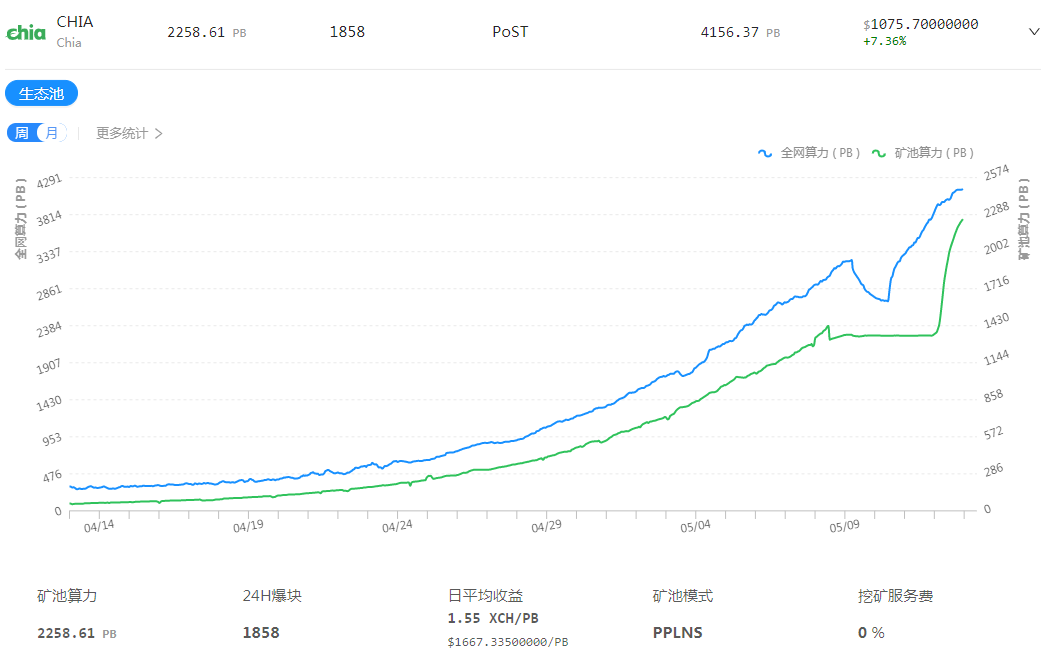 chia CHIA
Chia
2258.61 PB
1858
PoST
4156.37 PB
$1075.70000000
+7.36%
生态池
周 月 更多统计
全网算力 ( PB ) 矿池算力 ( PB )
全网算力 ( PB )
4291
3814
3337
2861
2384
1907
1430
953
476
0
矿池算力 ( PB )
2574
2288
2002
1716
1430
1144
858
572
286
0
04/14 04/19 04/24 04/29 05/04 05/09
矿池算力 24H爆块 日平均收益 矿池模式 挖矿服务费
2258.61 PB 1858 1.55 XCH/PB PPLNS 0 %
$1667.33500000/PB